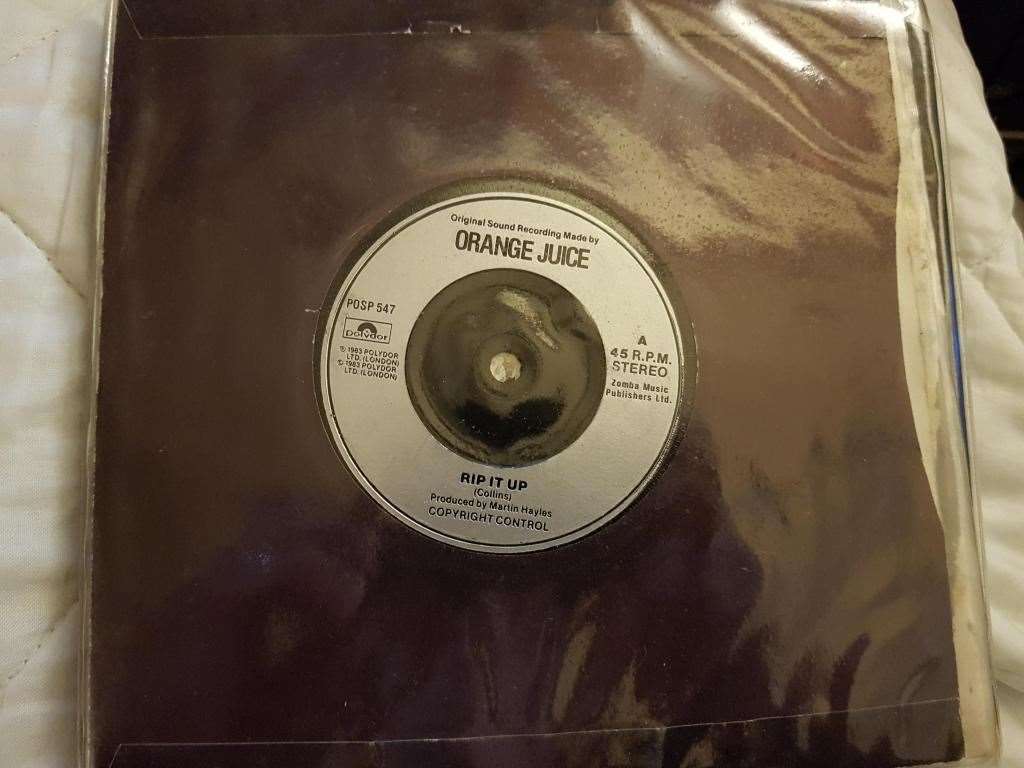 Original Sound Recording Made by
ORANGE JUICE
POSP 547
polydor
℗ 1983 POLYDOR
LTD. (LONDON)
© 1983 POLYDOR
LTD. (LONDON)
A
45 R.P.M.
STEREO
Zomba Music
Publishers Ltd.
RIP IT UP
(Collins)
Produced by Martin Hayles
COPYRIGHT CONTROL